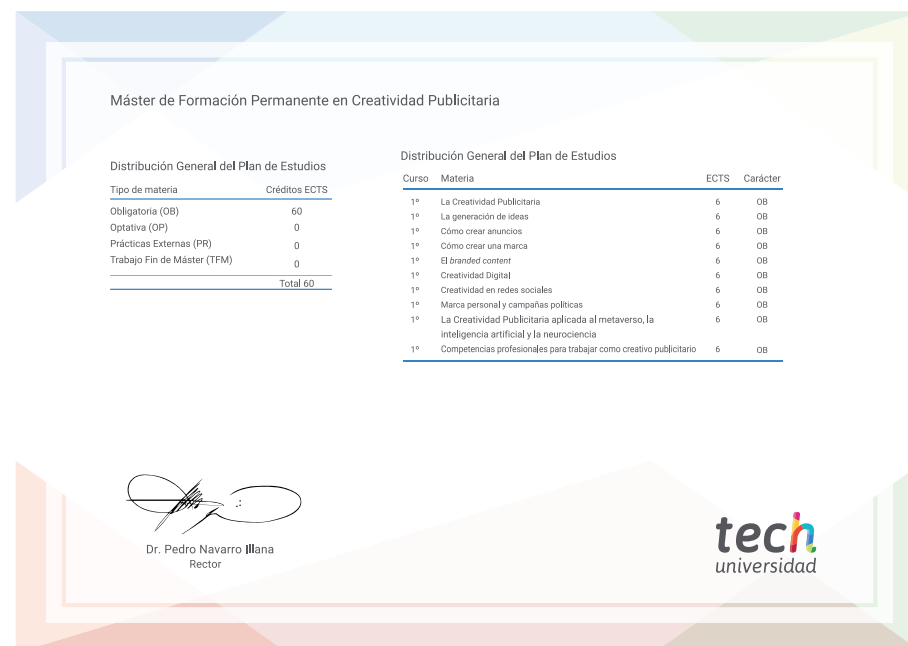 Máster de Formación Permanente en Creatividad Publicitaria
Distribución General del Plan de Estudios
Tipo de materia Créditos ECTS
Obligatoria (OB) 60
Optativa (OP) 0
Prácticas Externas (PR) 0
Trabajo Fin de Máster (TFM) 0
Total 60
Distribución General del Plan de Estudios
Curso Materia ECTS Carácter
1º La Creatividad Publicitaria 6 OB
1º La generación de ideas 6 OB
1º Cómo crear anuncios 6 OB
1º Cómo crear una marca 6 OB
1º El branded content 6 OB
1º Creatividad Digital 6 OB
1º Creatividad en redes sociales 6 OB
1º Marca personal y campañas políticas 6 OB
1º La Creatividad Publicitaria aplicada al metaverso, la 6 OB
inteligencia artificial y la neurociencia
1º Competencias profesionales para trabajar como creativo publicitario 6 OB
Dr. Pedro Navarro Illana
Rector
tech
universidad